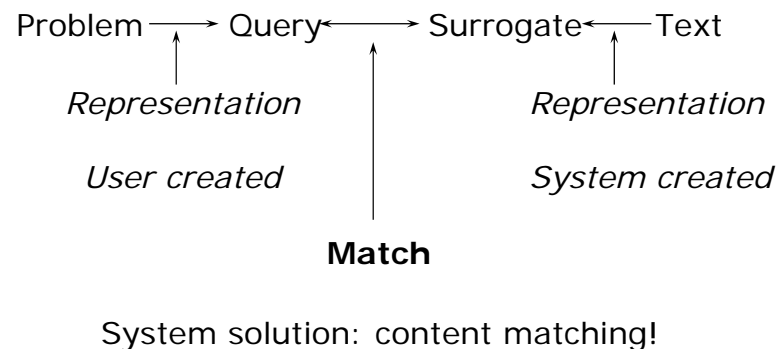 Problem Query Surrogate Text
Representation Representation
User created System created
Match
System solution: content matching!